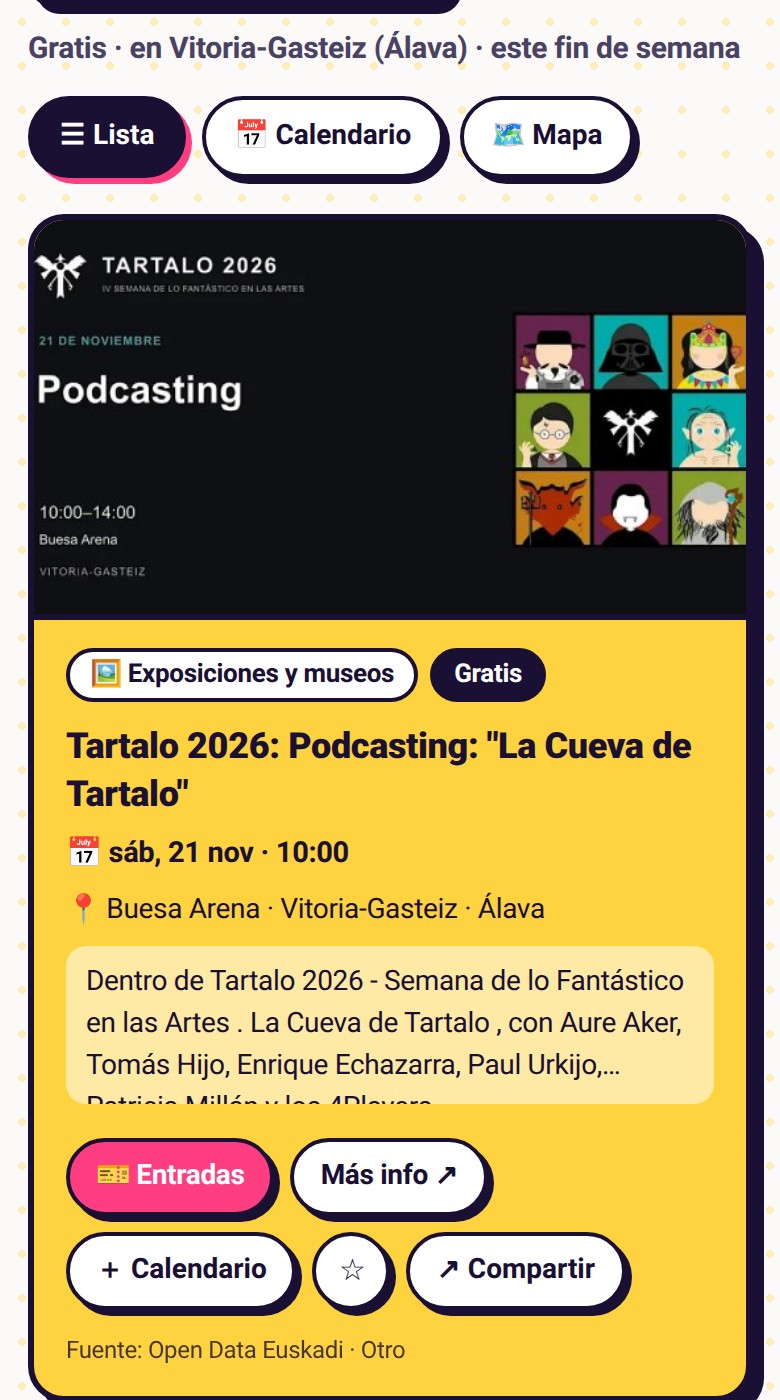 Gratis · en Vitoria-Gasteiz (Álava) · este fin de semana
☰ Lista
📅 Calendario
🗺️ Mapa
TARTALO 2026
IV SEMANA DE LO FANTÁSTICO EN LAS ARTES
21 DE NOVIEMBRE
Podcasting
10:00–14:00
Buesa Arena
VITORIA-GASTEIZ
🖼️ Exposiciones y museos
Gratis
Tartalo 2026: Podcasting: "La Cueva de
Tartalo"
📅 sáb, 21 nov · 10:00
📍 Buesa Arena · Vitoria-Gasteiz · Álava
Dentro de Tartalo 2026 - Semana de lo Fantástico
en las Artes . La Cueva de Tartalo , con Aure Aker,
Tomás Hijo, Enrique Echazarra, Paul Urkijo,...
Patricia Millán y los 4Players
🎫 Entradas
Más info ↗
+ Calendario
☆
↗ Compartir
Fuente: Open Data Euskadi · Otro